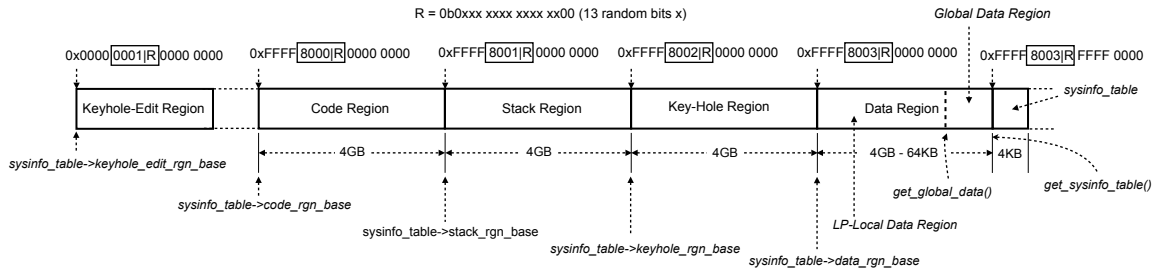 R = 0b0xxx xxxx xxxx xx00 (13 random bits x)
Global Data Region
0x0000 0001|R 0000 0000
0xFFFF 8000|R 0000 0000
0xFFFF 8001|R 0000 0000
0xFFFF 8002|R 0000 0000
0xFFFF 8003|R 0000 0000
0xFFFF 8003|R FFFF 0000
Keyhole-Edit Region
Code Region
Stack Region
Key-Hole Region
Data Region
sysinfo_table
sysinfo_table->keyhole_edit_rgn_base
4GB
4GB
4GB
4GB - 64KB
4KB
sysinfo_table->code_rgn_base
get_global_data()
get_sysinfo_table()
sysinfo_table->stack_rgn_base
LP-Local Data Region
sysinfo_table->keyhole_rgn_base
sysinfo_table->data_rgn_base